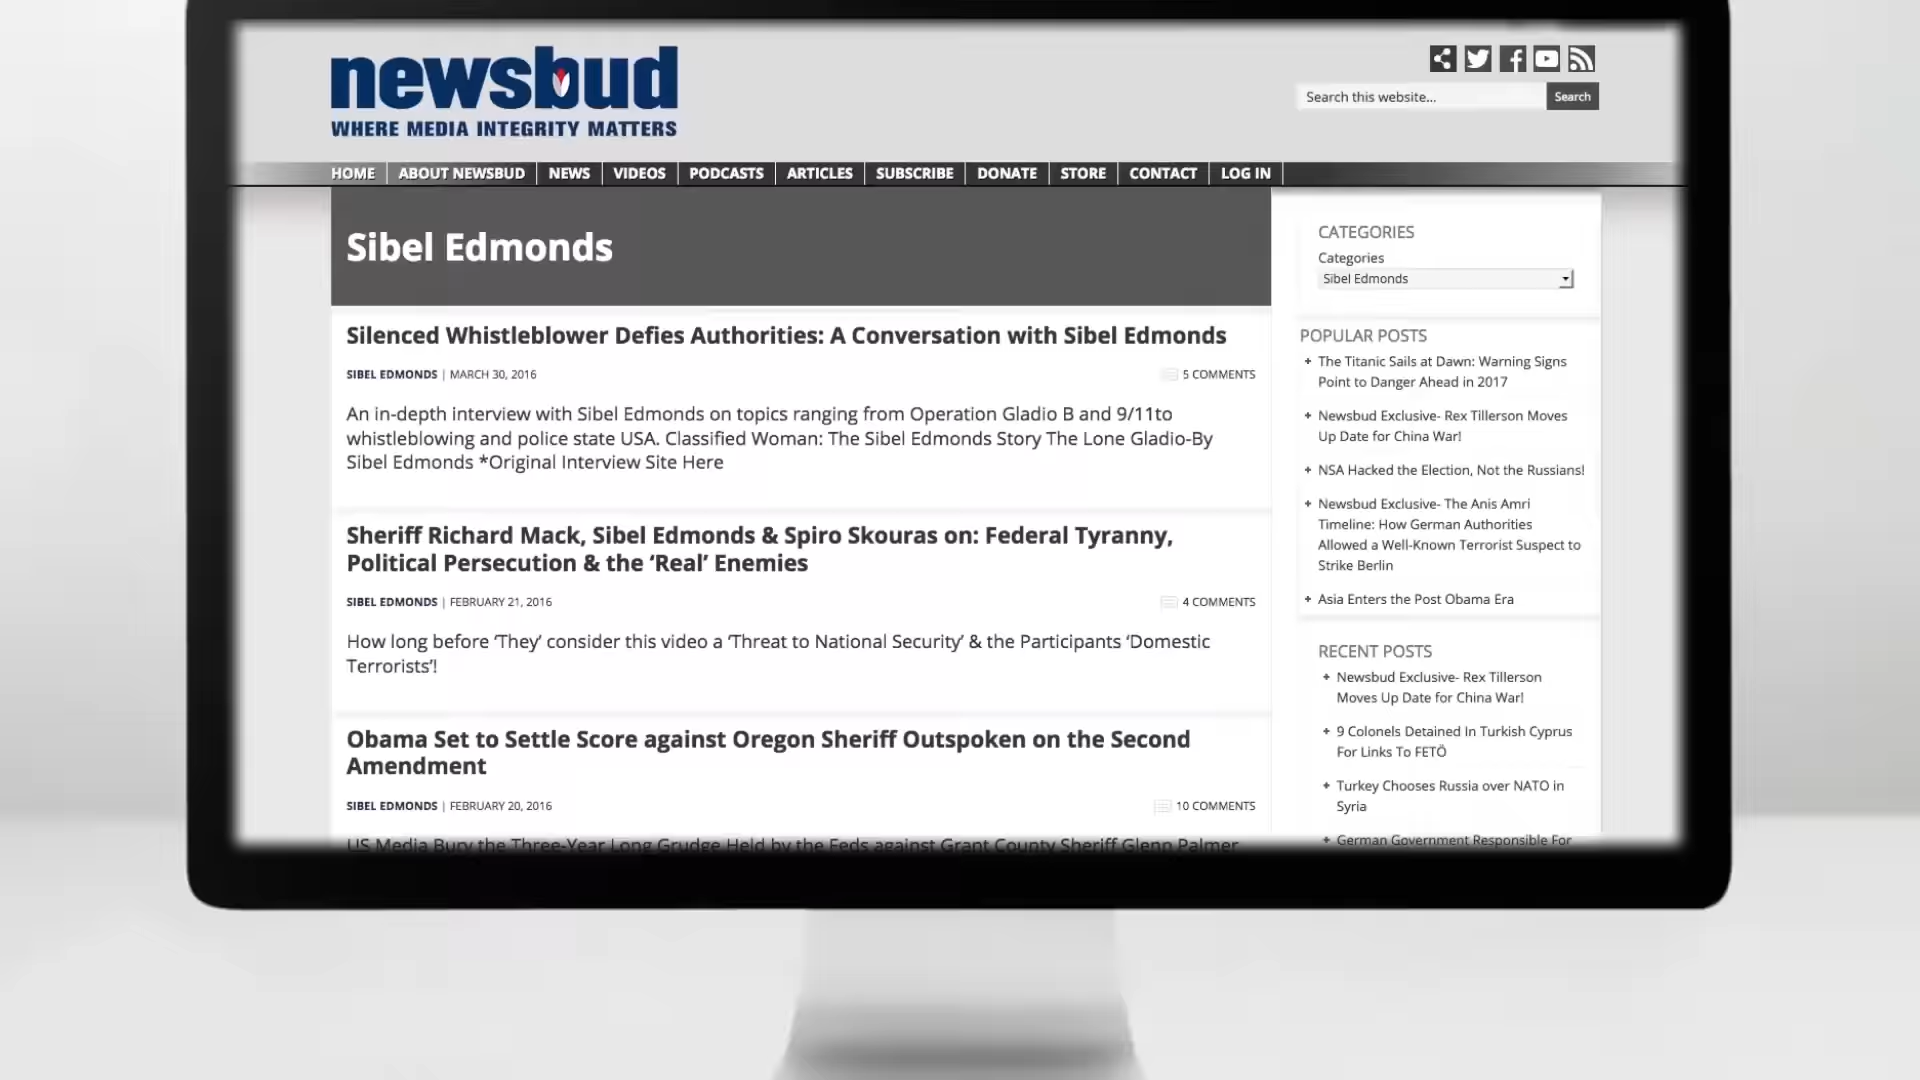 newsbud
WHERE MEDIA INTEGRITY MATTERS
Search this website...
Search
HOME
ABOUT NEWSBUD
NEWS
VIDEOS
PODCASTS
ARTICLES
SUBSCRIBE
DONATE
STORE
CONTACT
LOG IN
Sibel Edmonds
Silenced Whistleblower Defies Authorities: A Conversation with Sibel Edmonds
SIBEL EDMONDS | MARCH 30, 2016
5 COMMENTS
An in-depth interview with Sibel Edmonds on topics ranging from Operation Gladio B and 9/11to
whistleblowing and police state USA. Classified Woman: The Sibel Edmonds Story The Lone Gladio-By
Sibel Edmonds *Original Interview Site Here
Sheriff Richard Mack, Sibel Edmonds & Spiro Skouras on: Federal Tyranny,
Political Persecution & the ‘Real’ Enemies
SIBEL EDMONDS | FEBRUARY 21, 2016
4 COMMENTS
How long before ‘They’ consider this video a ‘Threat to National Security’ & the Participants ‘Domestic
Terrorists’!
Obama Set to Settle Score against Oregon Sheriff Outspoken on the Second
Amendment
SIBEL EDMONDS | FEBRUARY 20, 2016
10 COMMENTS
US Media Bury the Three-Year Long Grudge Held by the Feds against Grant County Sheriff Glenn Palmer
CATEGORIES
Categories
Sibel Edmonds
POPULAR POSTS
The Titanic Sails at Dawn: Warning Signs
Point to Danger Ahead in 2017
Newsbud Exclusive- Rex Tillerson Moves
Up Date for China War!
NSA Hacked the Election, Not the Russians!
Newsbud Exclusive- The Anis Amri
Timeline: How German Authorities
Allowed a Well-Known Terrorist Suspect to
Strike Berlin
Asia Enters the Post Obama Era
RECENT POSTS
Newsbud Exclusive- Rex Tillerson
Moves Up Date for China War!
9 Colonels Detained In Turkish Cyprus
For Links To FETÖ
Turkey Chooses Russia over NATO in
Syria
German Government Responsible For